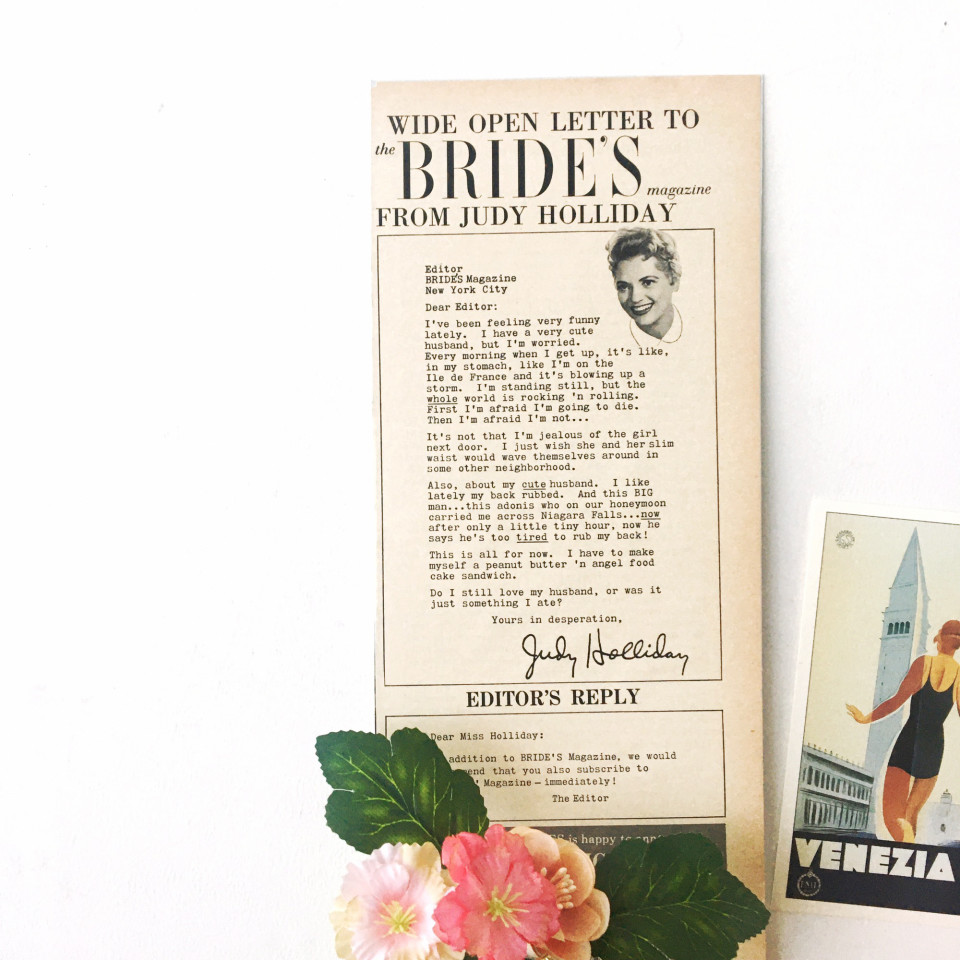 WIDE OPEN LETTER TO
the BRIDE'S magazine
FROM JUDY HOLLIDAY
Editor
BRIDE'S Magazine
New York City
Dear Editor:
I've been feeling very funny
lately. I have a very cute
husband, but I'm worried.
Every morning when I get up, it's like,
in my stomach, like I'm on the
Ile de France and it's blowing up a
storm. I'm standing still, but the
whole world is rocking 'n rolling.
First I'm afraid I'm going to die.
Then I'm afraid I'm not...
It's not that I'm jealous of the girl
next door. I just wish she and her slim
waist would wave themselves around in
some other neighborhood.
Also, about my cute husband. I like
lately my back rubbed. And this BIG
man...this adonis who on our honeymoon
carried me across Niagara Falls...now
after only a little tiny hour, now he
says he's too tired to rub my back!
This is all for now. I have to make
myself a peanut butter 'n angel food
cake sandwich.
Do I still love my husband, or was it
just something I ate?
Yours in desperation,
Judy Holliday
EDITOR'S REPLY
Dear Miss Holliday:
addition to BRIDE'S Magazine, we would
that you also subscribe to
Magazine — immediately!
The Editor
is happy to
VENEZIA